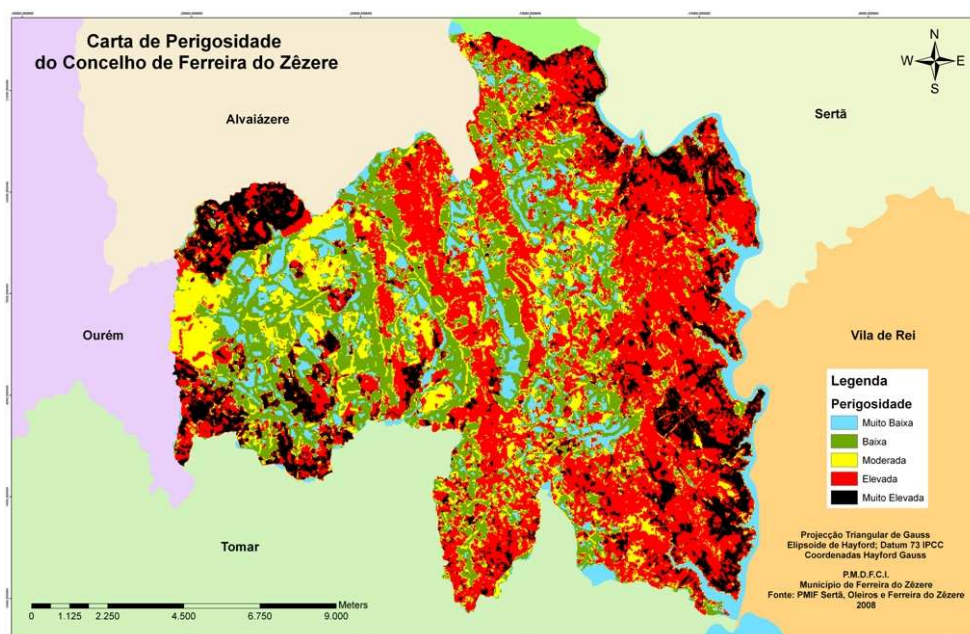 Carta de Perigosidade
do Concelho de Ferreira do Zêzere
N
W E
S
Alvaiázere
Sertã
Ourém
Vila de Rei
Tomar
Legenda
Perigosidade
Muito Baixa
Baixa
Moderada
Elevada
Muito Elevada
Projecção Triangular de Gauss
Elipsoide de Hayford; Datum 73 IPCC
Coordenadas Hayford Gauss
P.M.D.F.C.I.
Município de Ferreira do Zêzere
Fonte: PMIF Sertã, Oleiros e Ferreira do Zêzere
2008
Meters
0 1.125 2.250 4.500 6.750 9.000